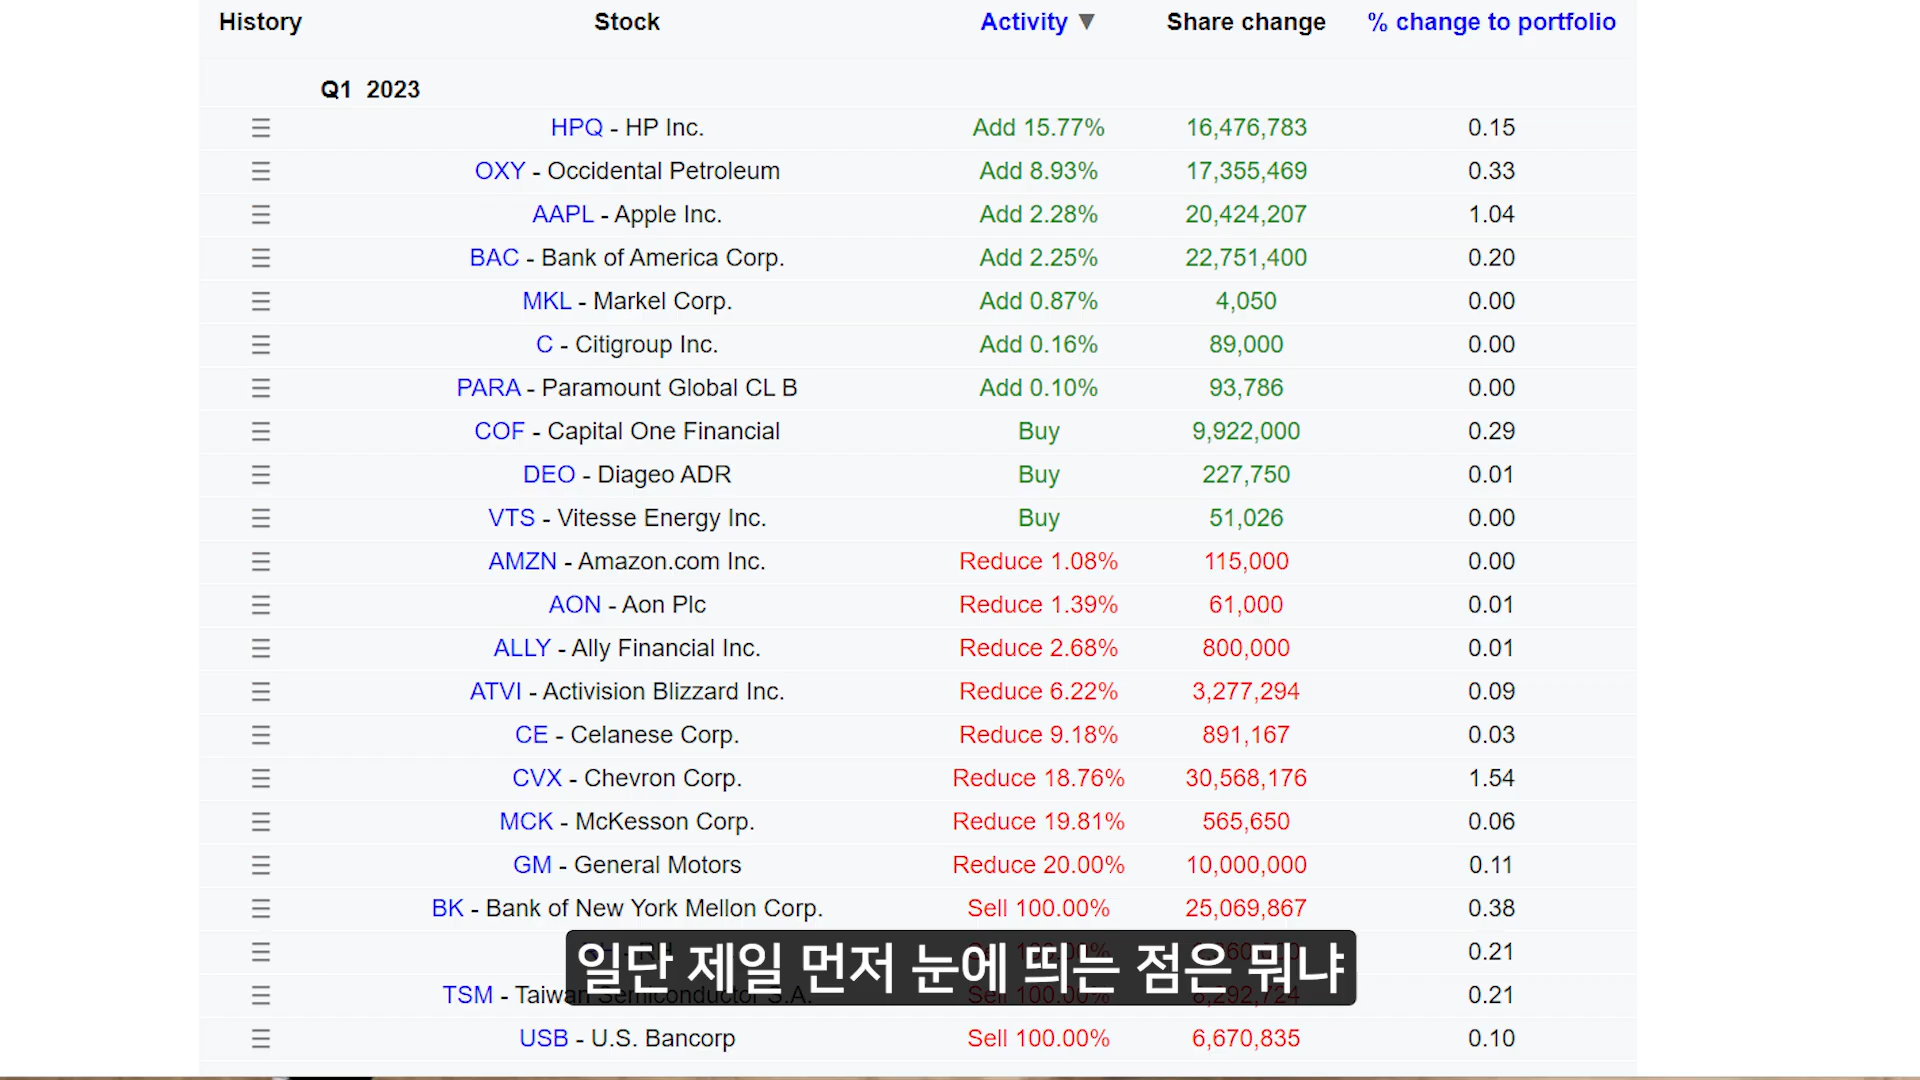 History Stock Activity ▼ Share change % change to portfolio
Q1 2023
☰ HPQ - HP Inc. Add 15.77% 16,476,783 0.15
☰ OXY - Occidental Petroleum Add 8.93% 17,355,469 0.33
☰ AAPL - Apple Inc. Add 2.28% 20,424,207 1.04
☰ BAC - Bank of America Corp. Add 2.25% 22,751,400 0.20
☰ MKL - Markel Corp. Add 0.87% 4,050 0.00
☰ C - Citigroup Inc. Add 0.16% 89,000 0.00
☰ PARA - Paramount Global CL B Add 0.10% 93,786 0.00
☰ COF - Capital One Financial Buy 9,922,000 0.29
☰ DEO - Diageo ADR Buy 227,750 0.01
☰ VTS - Vitesse Energy Inc. Buy 51,026 0.00
☰ AMZN - Amazon.com Inc. Reduce 1.08% 115,000 0.00
☰ AON - Aon Plc Reduce 1.39% 61,000 0.01
☰ ALLY - Ally Financial Inc. Reduce 2.68% 800,000 0.01
☰ ATVI - Activision Blizzard Inc. Reduce 6.22% 3,277,294 0.09
☰ CE - Celanese Corp. Reduce 9.18% 891,167 0.03
☰ CVX - Chevron Corp. Reduce 18.76% 30,568,176 1.54
☰ MCK - McKesson Corp. Reduce 19.81% 565,650 0.06
☰ GM - General Motors Reduce 20.00% 10,000,000 0.11
☰ BK - Bank of New York Mellon Corp. Sell 100.00% 25,069,867 0.38
☰ 0.21
일단 제일 먼저 눈에 띄는 점은 뭐냐
☰ TSM - Taiwan Semiconductor S.A. Sell 100.00% 8,292,724 0.21
☰ USB - U.S. Bancorp Sell 100.00% 6,670,835 0.10